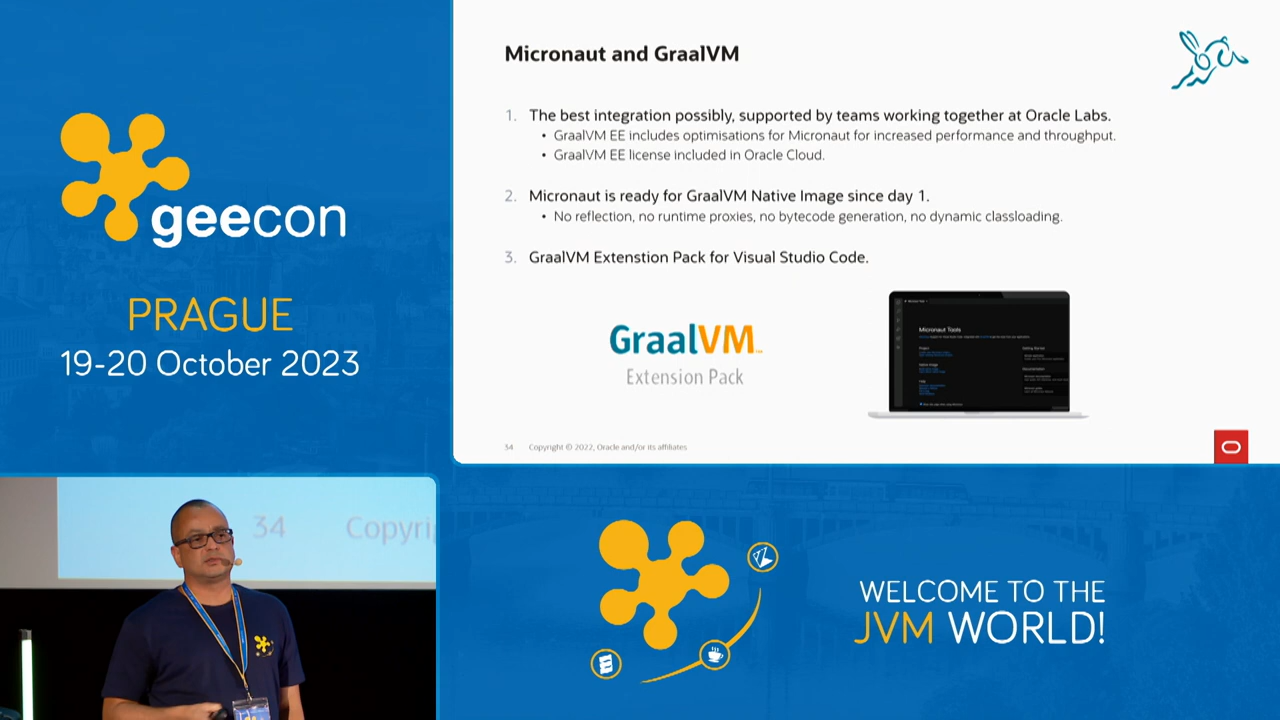 geecon
PRAGUE
19-20 October 2023
Micronaut and GraalVM
1. The best integration possibly, supported by teams working together at Oracle Labs.
• GraalVM EE includes optimisations for Micronaut for increased performance and throughput.
• GraalVM EE license included in Oracle Cloud.
2. Micronaut is ready for GraalVM Native Image since day 1.
• No reflection, no runtime proxies, no bytecode generation, no dynamic classloading.
3. GraalVM Extenstion Pack for Visual Studio Code.
GraalVM
Extension Pack
Micronaut Tools
34 Copyright © 2022, Oracle and/or its affiliates
34 Copyri
WELCOME TO THE
JVM WORLD!